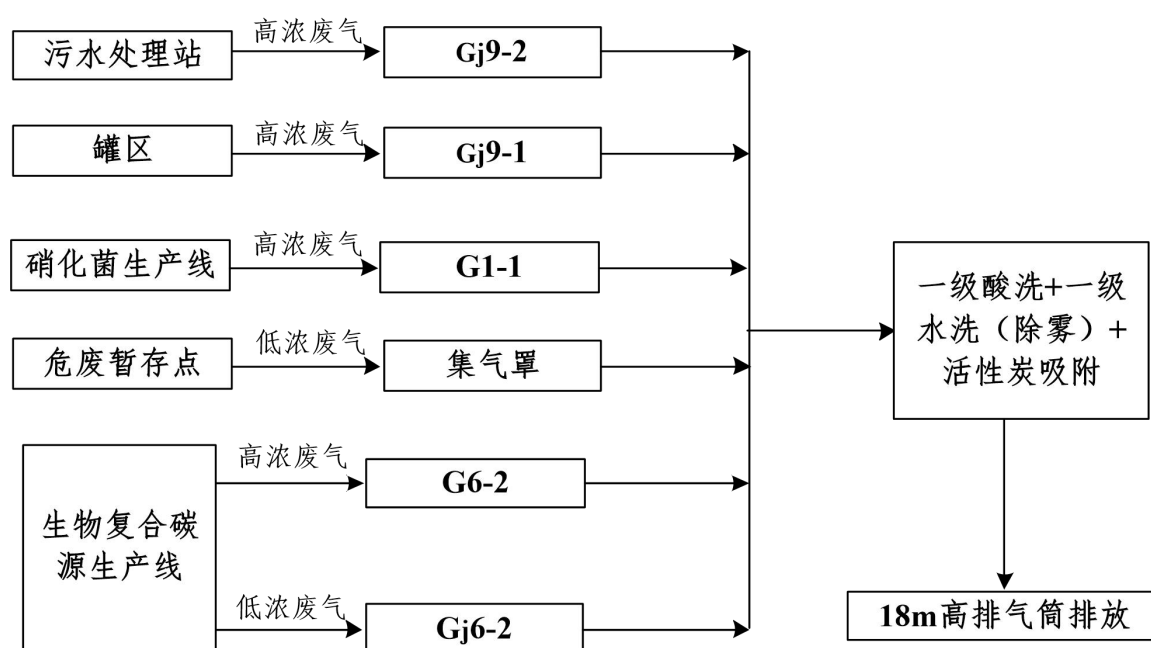 污水处理站
高浓废气
Gj9-2
罐区
高浓废气
Gj9-1
硝化菌生产线
高浓废气
G1-1
危废暂存点
低浓废气
集气罩
生物复合碳
源生产线
高浓废气
G6-2
低浓废气
Gj6-2
一级酸洗+一级
水洗（除雾）+
活性炭吸附
18m高排气筒排放